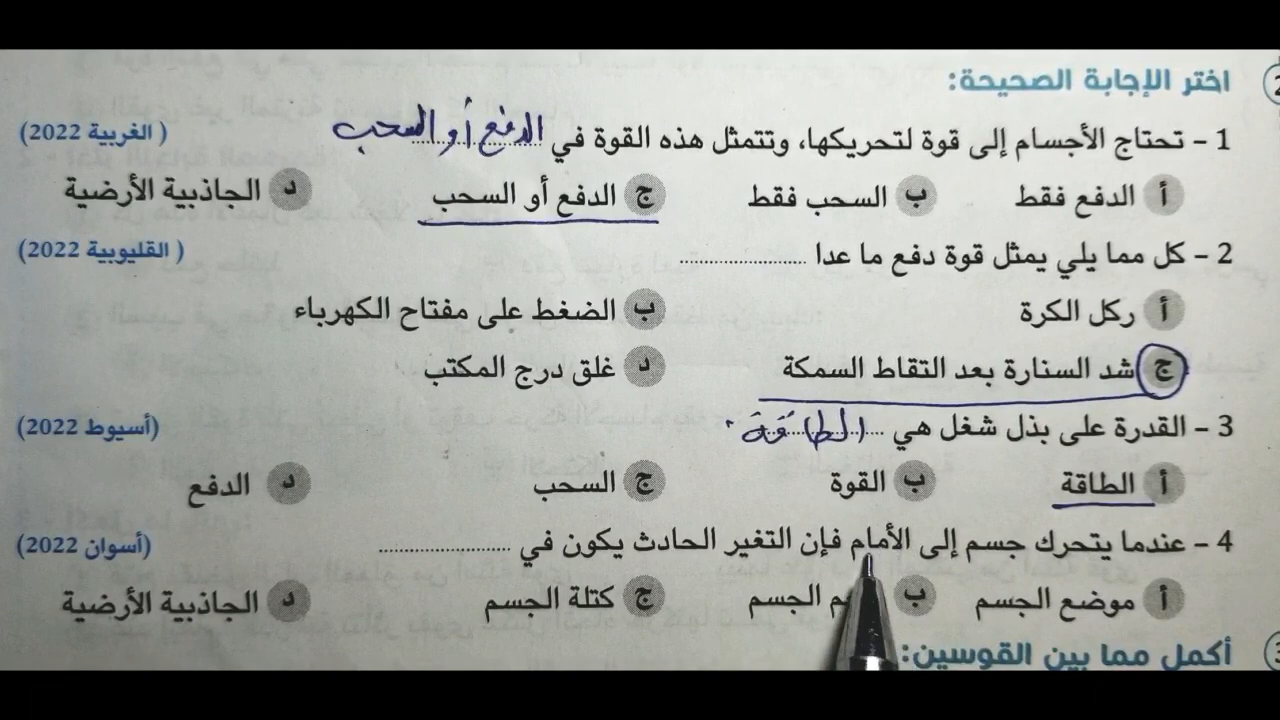 2 اختر الإجابة الصحيحة:
1 - تحتاج الأجسام إلى قوة لتحريكها، وتتمثل هذه القوة في الدفع أو السحب (الغربية 2022)
أ الدفع فقط ب السحب فقط ج الدفع أو السحب د الجاذبية الأرضية
2 - كل مما يلي يمثل قوة دفع ما عدا .................... (القليوبية 2022)
أ ركل الكرة ب الضغط على مفتاح الكهرباء
ج شد السنارة بعد التقاط السمكة د غلق درج المكتب
3 - القدرة على بذل شغل هي الطاقة. (أسيوط 2022)
أ الطاقة ب القوة ج السحب د الدفع
4 - عندما يتحرك جسم إلى الأمام فإن التغير الحادث يكون في .................... (أسوان 2022)
أ موضع الجسم ب الجسم ج كتلة الجسم د الجاذبية الأرضية
3 أكمل مما بين القوسين: